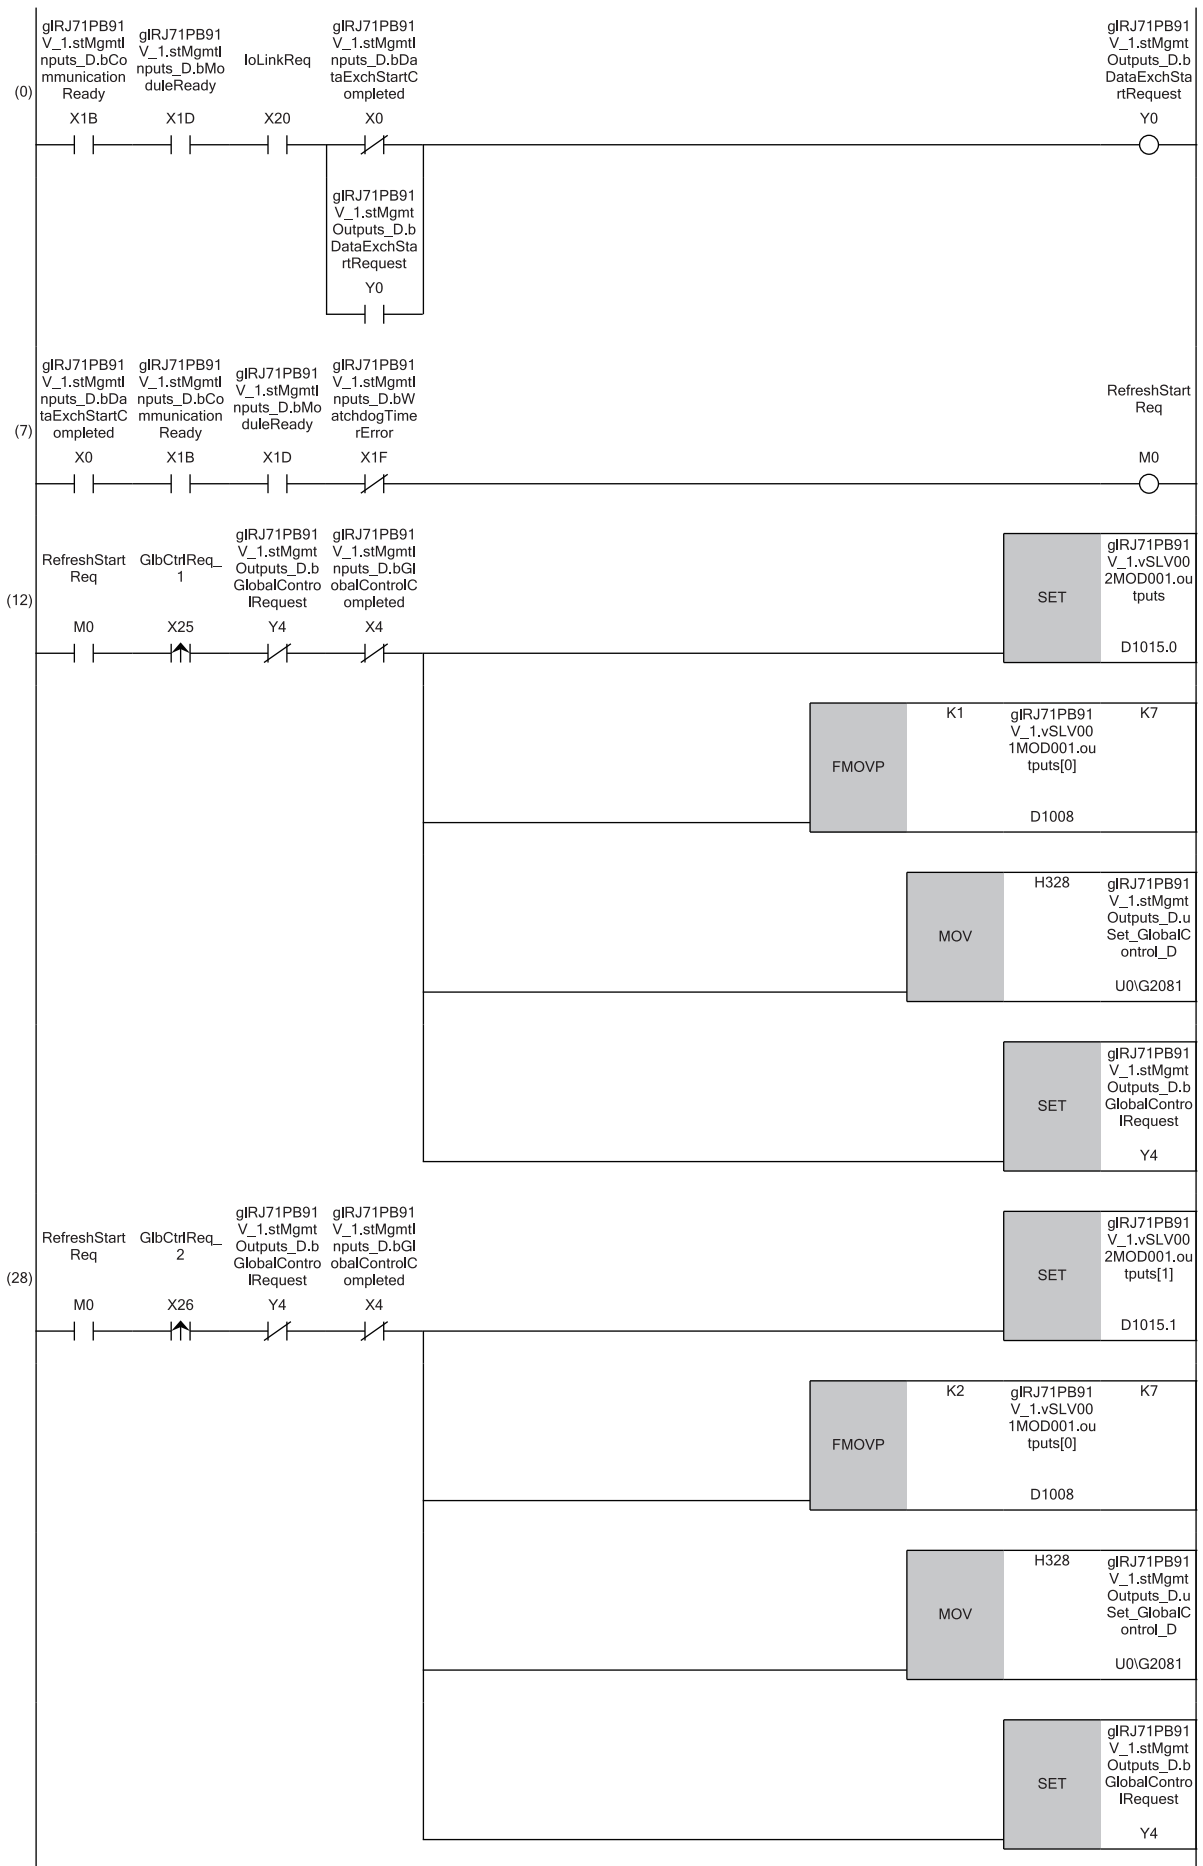 gIRJ71PB91
V_1.stMgmtI
nputs_D.bCo
mmunication
Ready
gIRJ71PB91
V_1.stMgmtI
nputs_D.bMo
duleReady
IoLinkReq
gIRJ71PB91
V_1.stMgmtI
nputs_D.bDa
taExchStartC
ompleted
gIRJ71PB91
V_1.stMgmt
Outputs_D.b
DataExchSta
rtRequest
(0)
X1B X1D X20 X0 Y0
gIRJ71PB91
V_1.stMgmt
Outputs_D.b
DataExchSta
rtRequest
Y0
gIRJ71PB91
V_1.stMgmtI
nputs_D.bDa
taExchStartC
ompleted
gIRJ71PB91
V_1.stMgmtI
nputs_D.bCo
mmunication
Ready
gIRJ71PB91
V_1.stMgmtI
nputs_D.bMo
duleReady
gIRJ71PB91
V_1.stMgmtI
nputs_D.bW
atchdogTime
rError
RefreshStart
Req
(7)
X0 X1B X1D X1F M0
RefreshStart
Req
GlbCtrlReq_
1
gIRJ71PB91
V_1.stMgmt
Outputs_D.b
GlobalContro
lRequest
gIRJ71PB91
V_1.stMgmtI
nputs_D.bGl
obalControlC
ompleted
(12)
M0 X25 Y4 X4
SET
gIRJ71PB91
V_1.vSLV00
2MOD001.ou
tputs
D1015.0
FMOVP
K1
gIRJ71PB91
V_1.vSLV00
1MOD001.ou
tputs[0]
D1008
K7
MOV
H328
gIRJ71PB91
V_1.stMgmt
Outputs_D.u
Set_GlobalC
ontrol_D
U0\G2081
SET
gIRJ71PB91
V_1.stMgmt
Outputs_D.b
GlobalContro
lRequest
Y4
RefreshStart
Req
GlbCtrlReq_
2
gIRJ71PB91
V_1.stMgmt
Outputs_D.b
GlobalContro
lRequest
gIRJ71PB91
V_1.stMgmtI
nputs_D.bGl
obalControlC
ompleted
(28)
M0 X26 Y4 X4
SET
gIRJ71PB91
V_1.vSLV00
2MOD001.ou
tputs[1]
D1015.1
FMOVP
K2
gIRJ71PB91
V_1.vSLV00
1MOD001.ou
tputs[0]
D1008
K7
MOV
H328
gIRJ71PB91
V_1.stMgmt
Outputs_D.u
Set_GlobalC
ontrol_D
U0\G2081
SET
gIRJ71PB91
V_1.stMgmt
Outputs_D.b
GlobalContro
lRequest
Y4